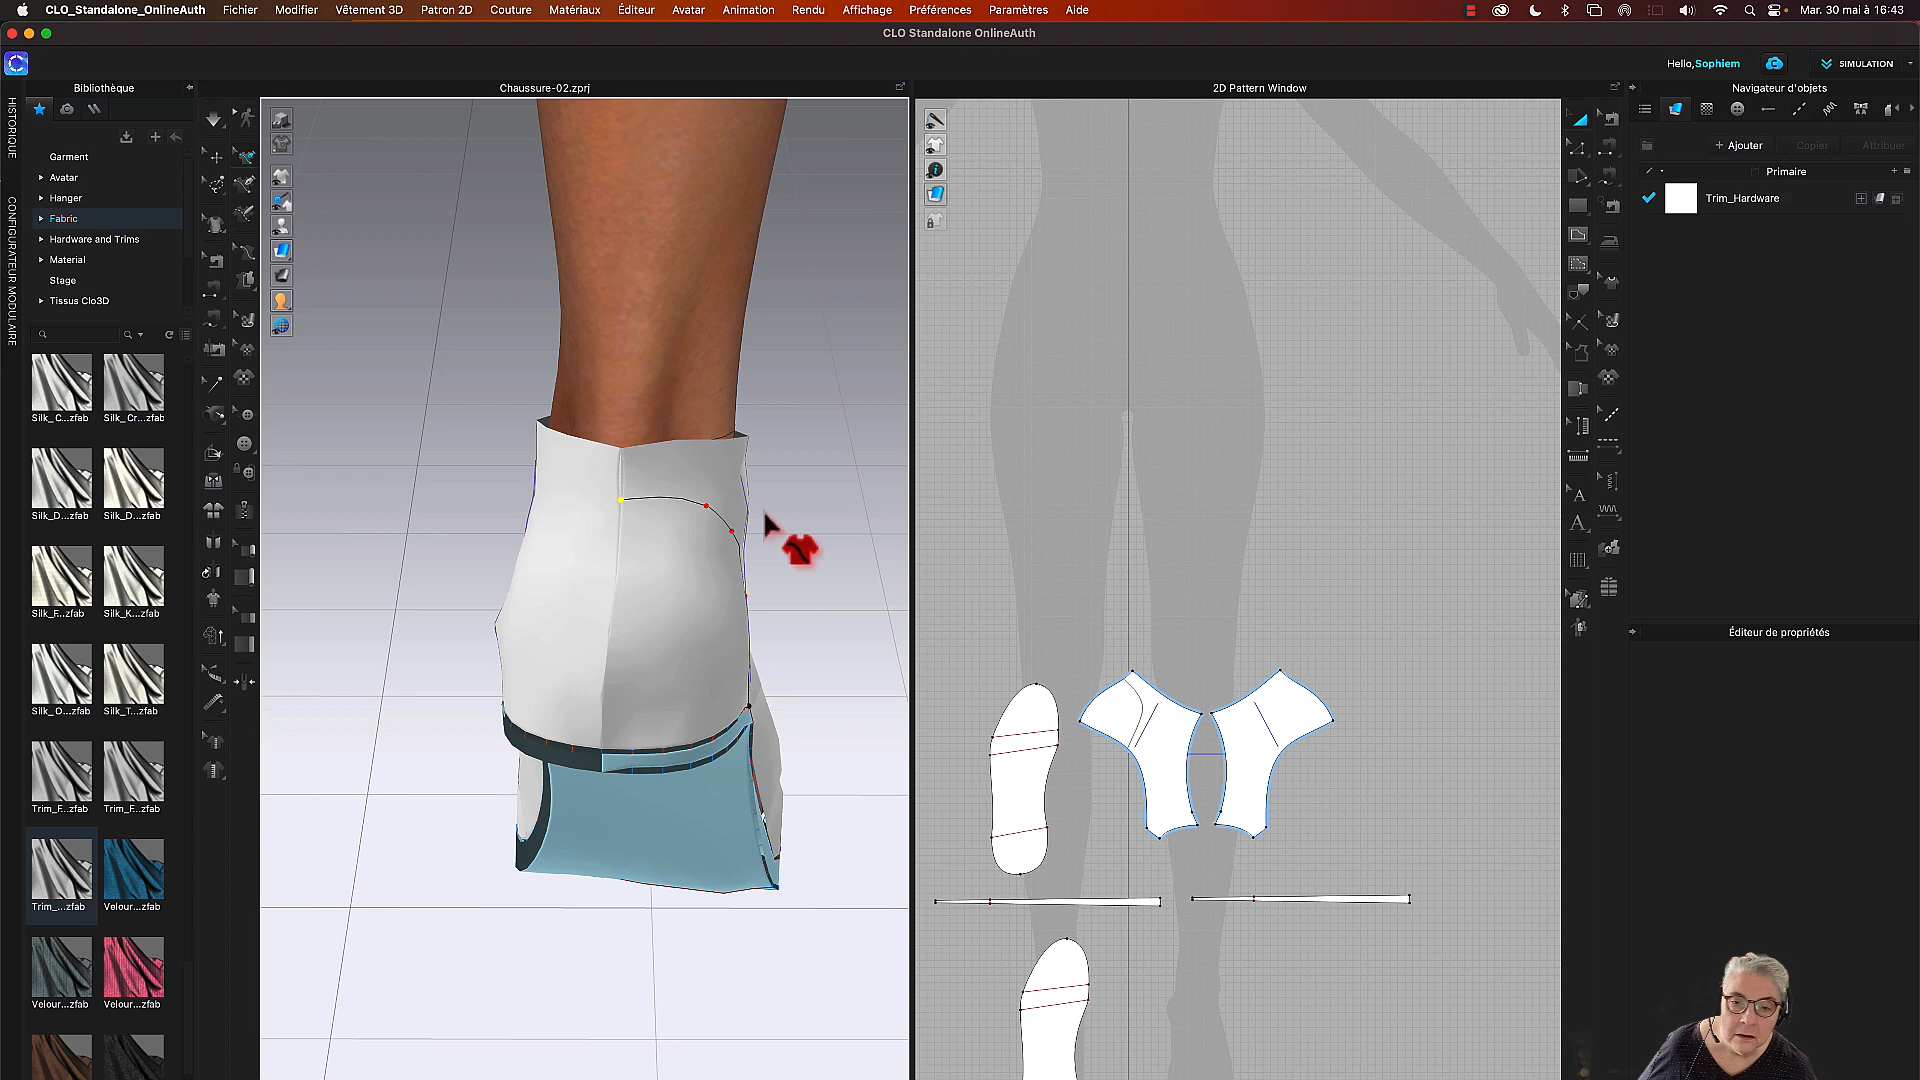 CLO_Standalone_OnlineAuth Fichier Modifier Vêtement 3D Patron 2D Couture Matériaux Éditeur Avatar Animation Rendu Affichage Préférences Paramètres Aide Mar. 30 mai à 16:43
CLO Standalone OnlineAuth
Hello,Sophiem SIMULATION
Bibliothèque Chaussure-02.zprj 2D Pattern Window Navigateur d'objets
HISTORIQUE
CONFIGURATEUR MODULAIRE
Garment
Avatar
Hanger
Fabric
Hardware and Trims
Material
Stage
Tissus Clo3D
Silk_C...zfab Silk_Cr...zfab
Silk_D...zfab Silk_D...zfab
Silk_F...zfab Silk_K...zfab
Silk_O...zfab Silk_T...zfab
Trim_F...zfab Trim_F...zfab
Trim_...zfab Velour...zfab
Velour...zfab Velour...zfab
+ Ajouter Copier Attribuer
Primaire
Trim_Hardware
Éditeur de propriétés